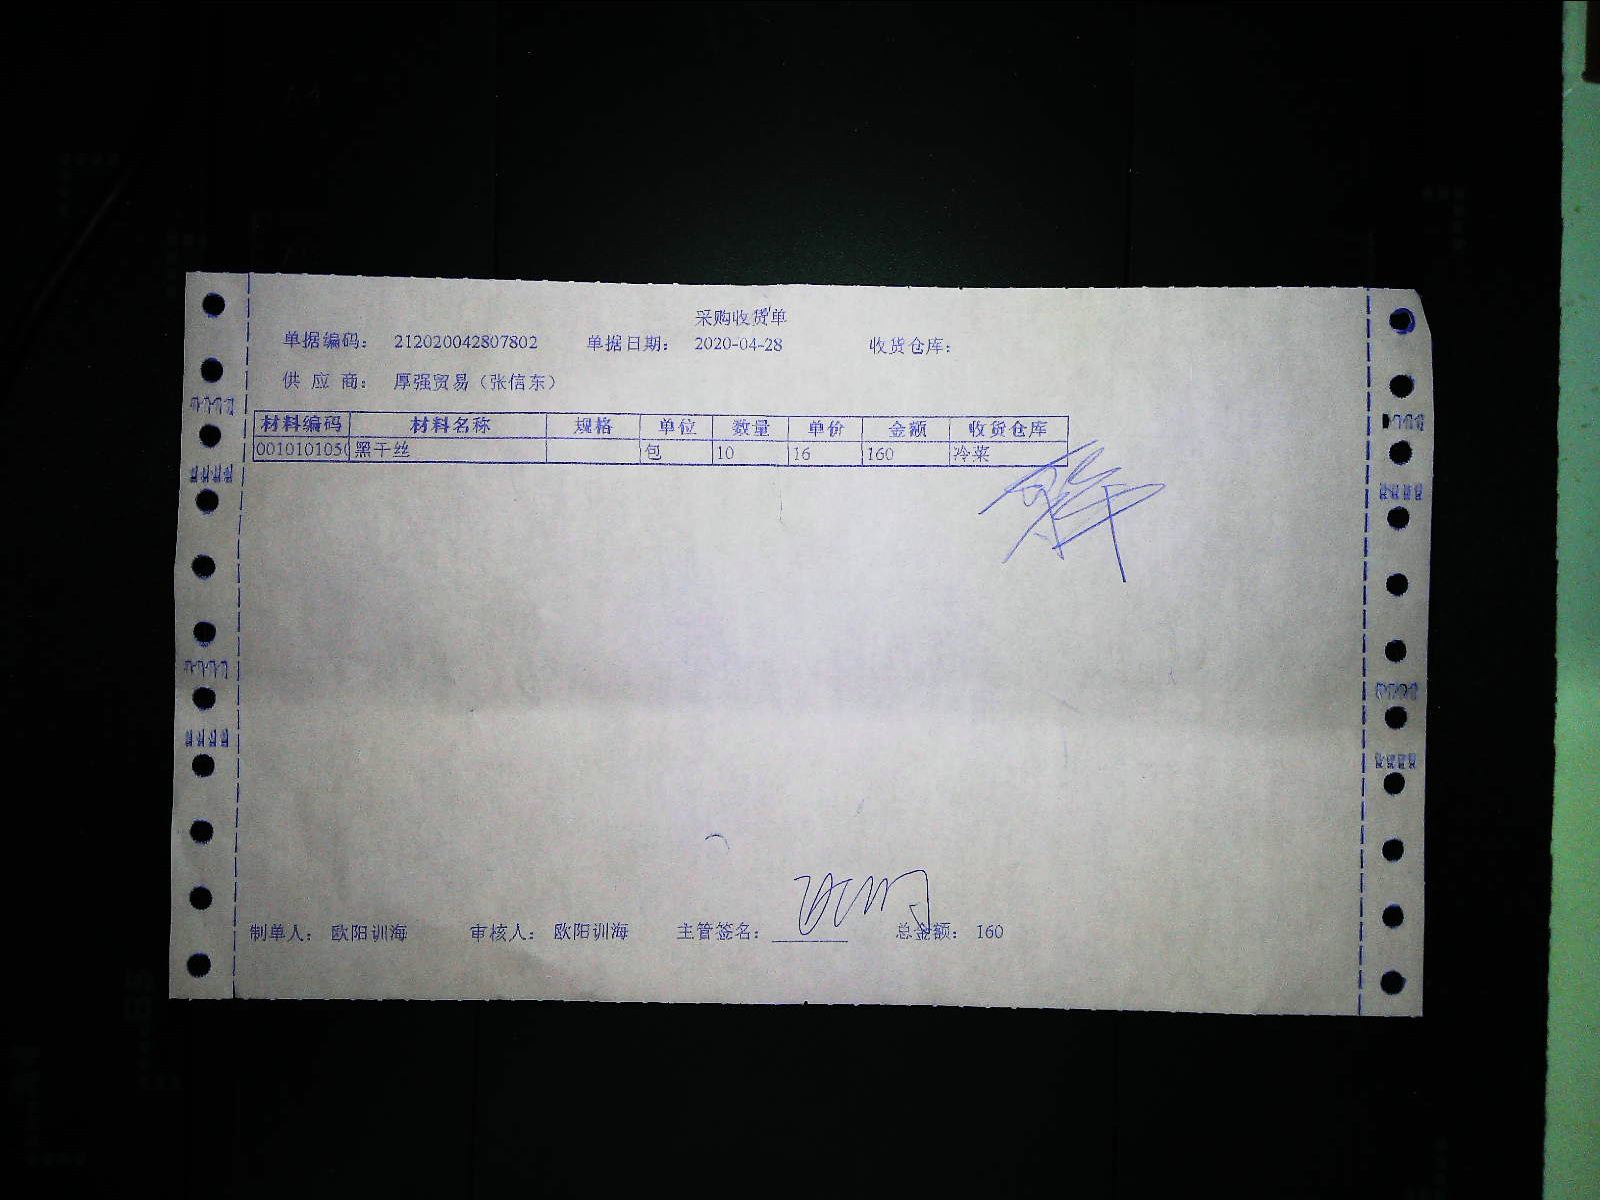 采购收货单
单据编码： 212020042807802 单据日期： 2020-04-28 收货仓库：
供 应 商： 厚强贸易（张信东）
材料编码 材料名称 规格 单位 数量 单价 金额 收货仓库
0010101050 黑干丝 包 10 16 160 冷菜
制单人： 欧阳训海 审核人： 欧阳训海 主管签名： 总金额： 160